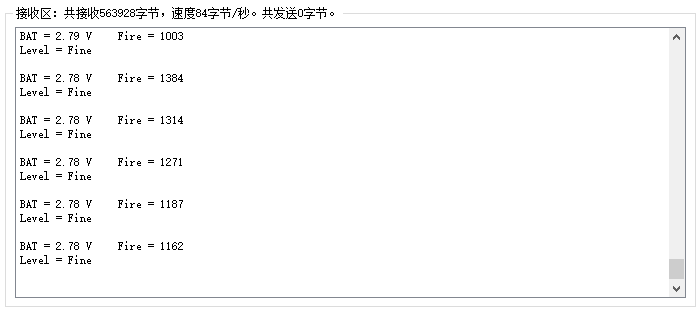 接收区：共接收563928字节，速度84字节/秒。共发送0字节。
BAT = 2.79 V    Fire = 1003
Level = Fine
BAT = 2.78 V    Fire = 1384
Level = Fine
BAT = 2.78 V    Fire = 1314
Level = Fine
BAT = 2.78 V    Fire = 1271
Level = Fine
BAT = 2.78 V    Fire = 1187
Level = Fine
BAT = 2.78 V    Fire = 1162
Level = Fine